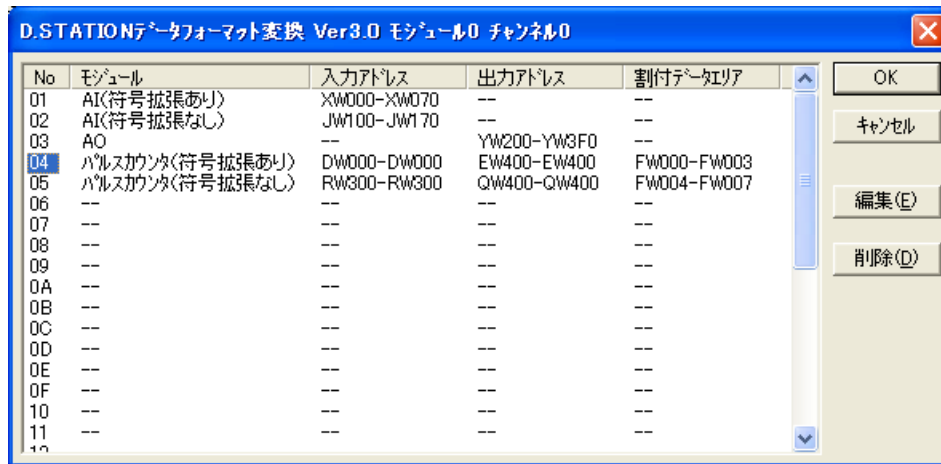 D.STATIONﾃﾞｰﾀﾌｫｰﾏｯﾄ変換 Ver3.0 ﾓｼﾞｭｰﾙ0 ﾁｬﾝﾈﾙ0
No ﾓｼﾞｭｰﾙ 入力ｱﾄﾞﾚｽ 出力ｱﾄﾞﾚｽ 割付ﾃﾞｰﾀｴﾘｱ
01 AI(符号拡張あり) XW000-XW070 -- --
02 AI(符号拡張なし) JW100-JW170 -- --
03 AO -- YW200-YW3F0 --
04 ﾊﾟﾙｽｶｳﾝﾀ(符号拡張あり) DW000-DW000 EW400-EW400 FW000-FW003
05 ﾊﾟﾙｽｶｳﾝﾀ(符号拡張なし) RW300-RW300 QW400-QW400 FW004-FW007
06 -- -- -- --
07 -- -- -- --
08 -- -- -- --
09 -- -- -- --
0A -- -- -- --
0B -- -- -- --
0C -- -- -- --
0D -- -- -- --
0E -- -- -- --
0F -- -- -- --
10 -- -- -- --
11 -- -- -- --
OK
ｷｬﾝｾﾙ
編集(E)
削除(D)